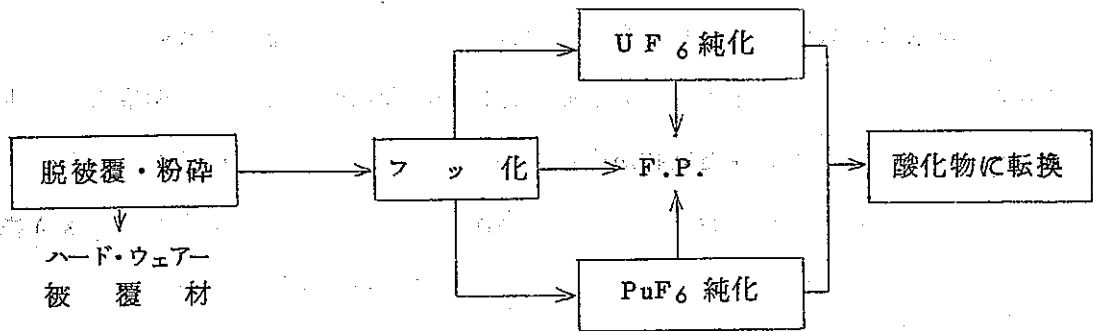 UF6純化
脱被覆・粉砕
フッ化
F.P.
酸化物に転換
ハード・ウェアー
被覆材
PuF6純化